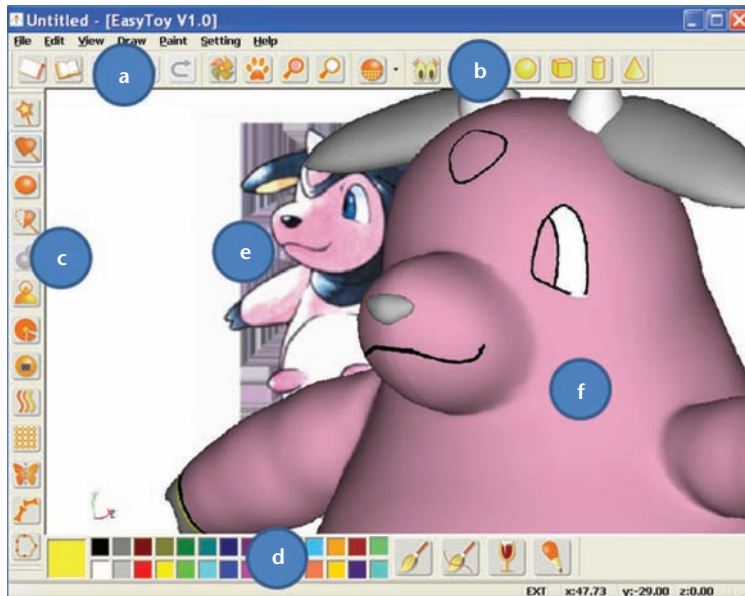 Untitled - [EasyToy V1.0]
File Edit View Draw Paint Setting Help
a
b
c
e
f
d
y
x
EXT x:47.73 y:-29.00 z:0.00